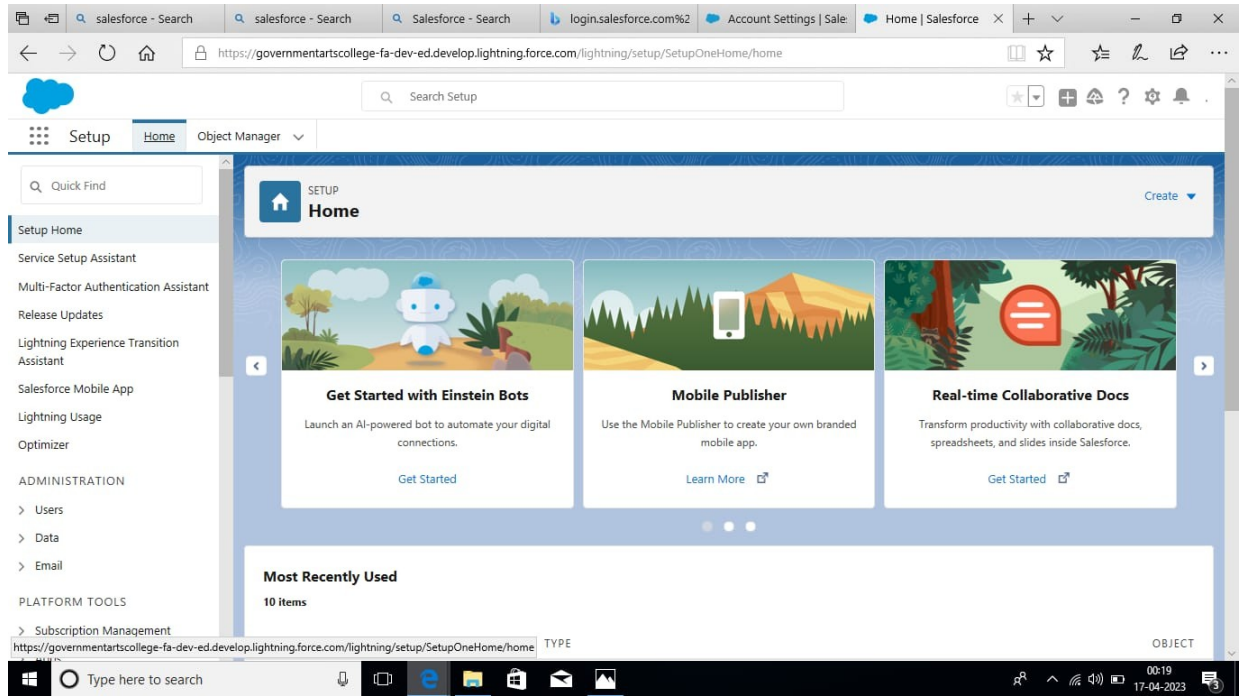 salesforce - Search
salesforce - Search
Salesforce - Search
login.salesforce.com%2
Account Settings | Sale
Home | Salesforce
https://governmentartscollege-fa-dev-ed.develop.lightning.force.com/lightning/setup/SetupOneHome/home
Search Setup
Setup
Home
Object Manager
Quick Find
SETUP
Home
Create
Setup Home
Service Setup Assistant
Multi-Factor Authentication Assistant
Release Updates
Lightning Experience Transition
Assistant
Salesforce Mobile App
Lightning Usage
Optimizer
ADMINISTRATION
Users
Data
Email
PLATFORM TOOLS
Subscription Management
Apps
Get Started with Einstein Bots
Launch an AI-powered bot to automate your digital
connections.
Get Started
Mobile Publisher
Use the Mobile Publisher to create your own branded
mobile app.
Learn More
Real-time Collaborative Docs
Transform productivity with collaborative docs,
spreadsheets, and slides inside Salesforce.
Get Started
Most Recently Used
10 items
TYPE
OBJECT
https://governmentartscollege-fa-dev-ed.develop.lightning.force.com/lightning/setup/SetupOneHome/home
Type here to search
00:19
17-04-2023
3